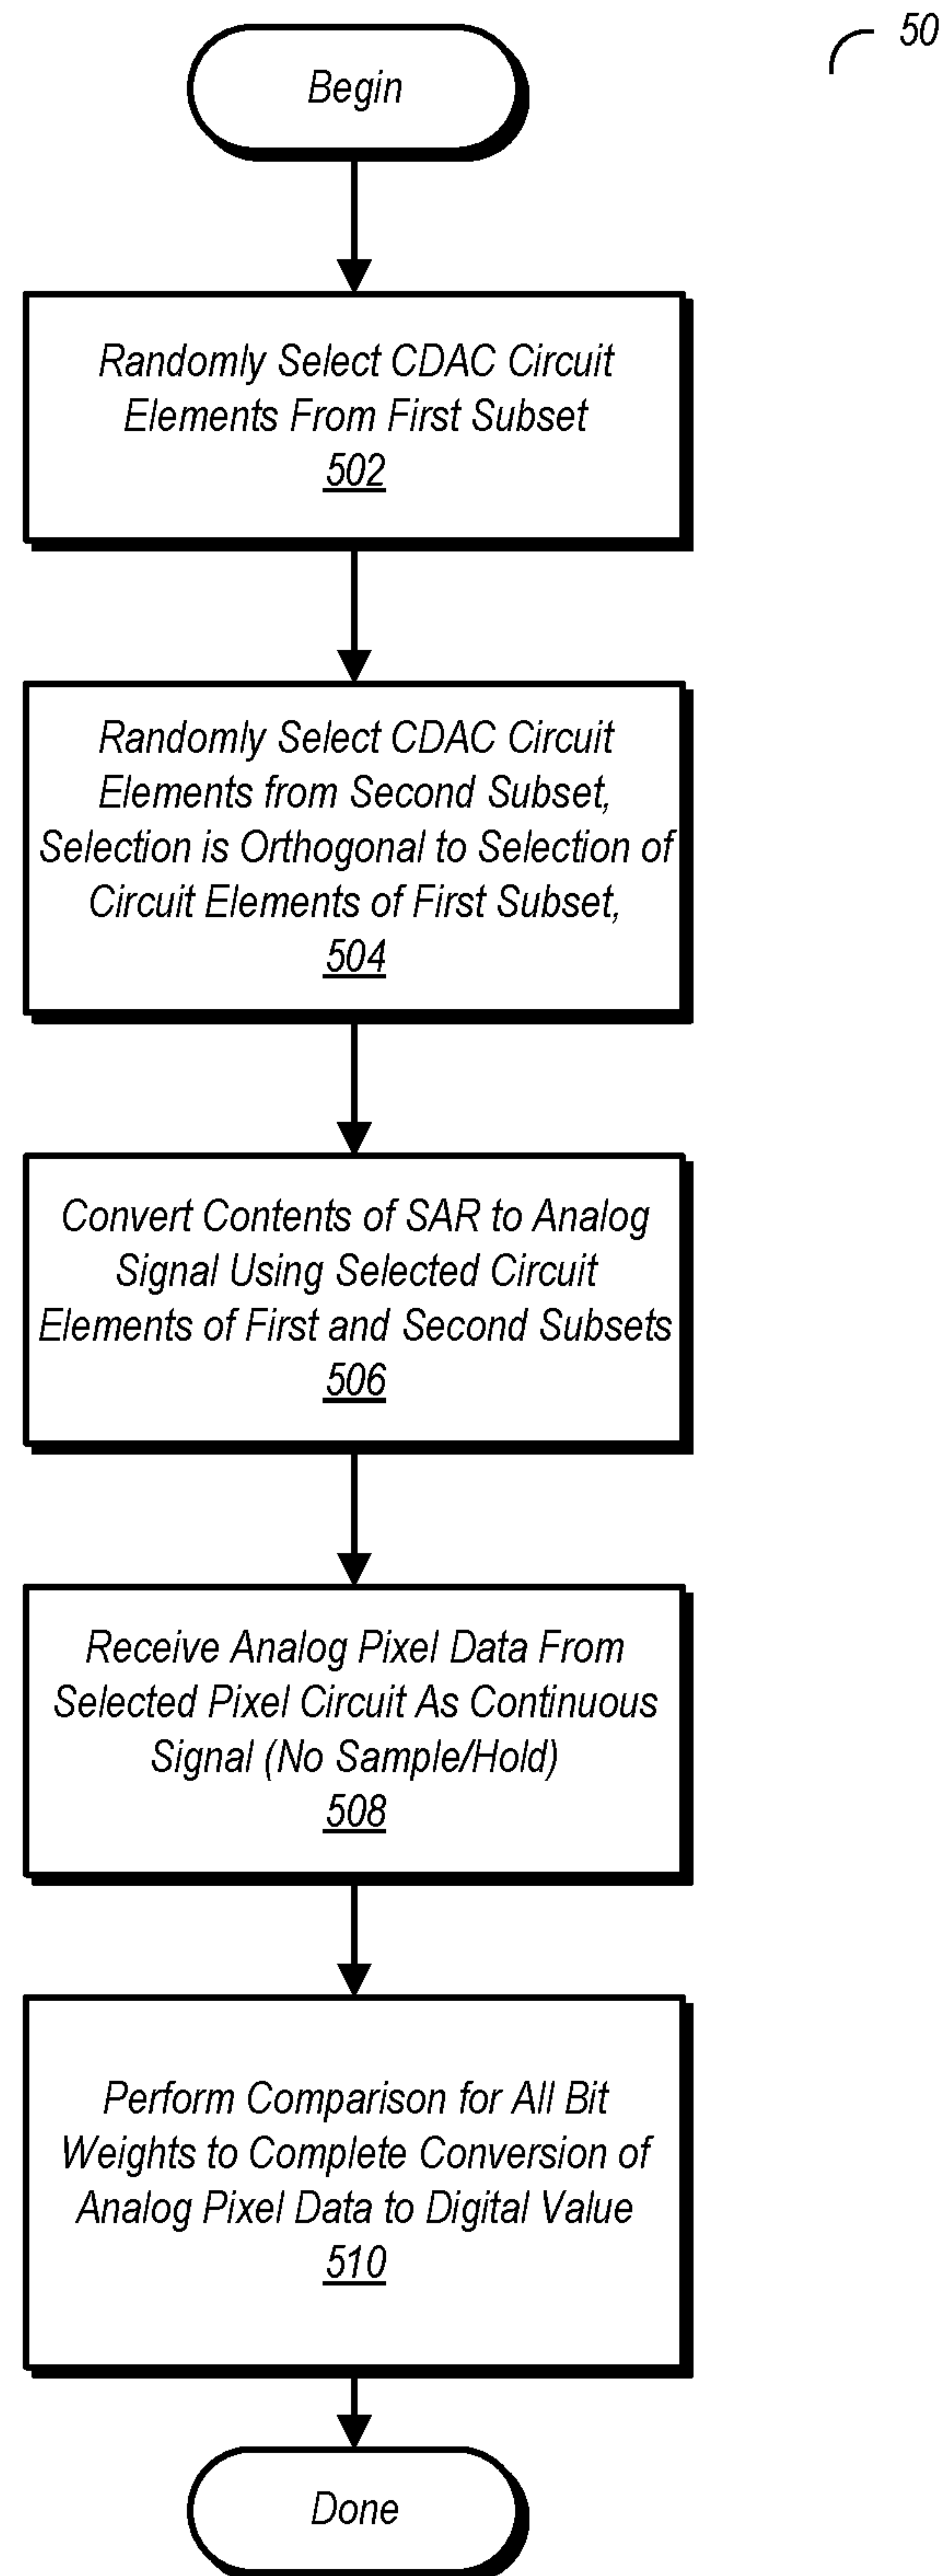 50
Begin
Randomly Select CDAC Circuit
Elements From First Subset
502
Randomly Select CDAC Circuit
Elements from Second Subset,
Selection is Orthogonal to Selection of
Circuit Elements of First Subset,
504
Convert Contents of SAR to Analog
Signal Using Selected Circuit
Elements of First and Second Subsets
506
Receive Analog Pixel Data From
Selected Pixel Circuit As Continuous
Signal (No Sample/Hold)
508
Perform Comparison for All Bit
Weights to Complete Conversion of
Analog Pixel Data to Digital Value
510
Done